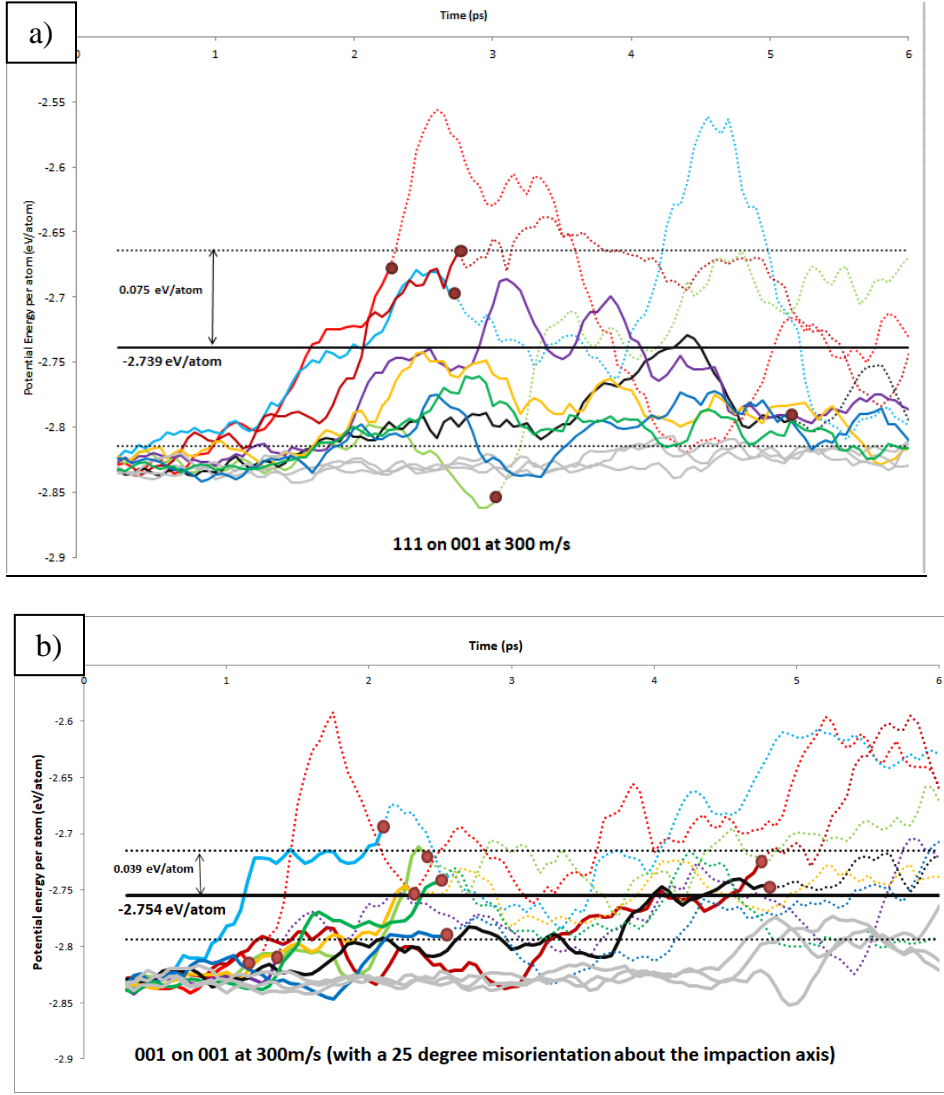 a)
Time (ps)
0 1 2 3 4 5 6
-2.55
-2.6
-2.65
-2.7
-2.75
-2.8
-2.85
-2.9
Potential Energy per atom (eV/atom)
0.075 eV/atom
-2.739 eV/atom
111 on 001 at 300 m/s
b)
Time (ps)
0 1 2 3 4 5 6
-2.6
-2.65
-2.7
-2.75
-2.8
-2.85
-2.9
Potential energy per atom (eV/atom)
0.039 eV/atom
-2.754 eV/atom
001 on 001 at 300m/s (with a 25 degree misorientation about the impaction axis)